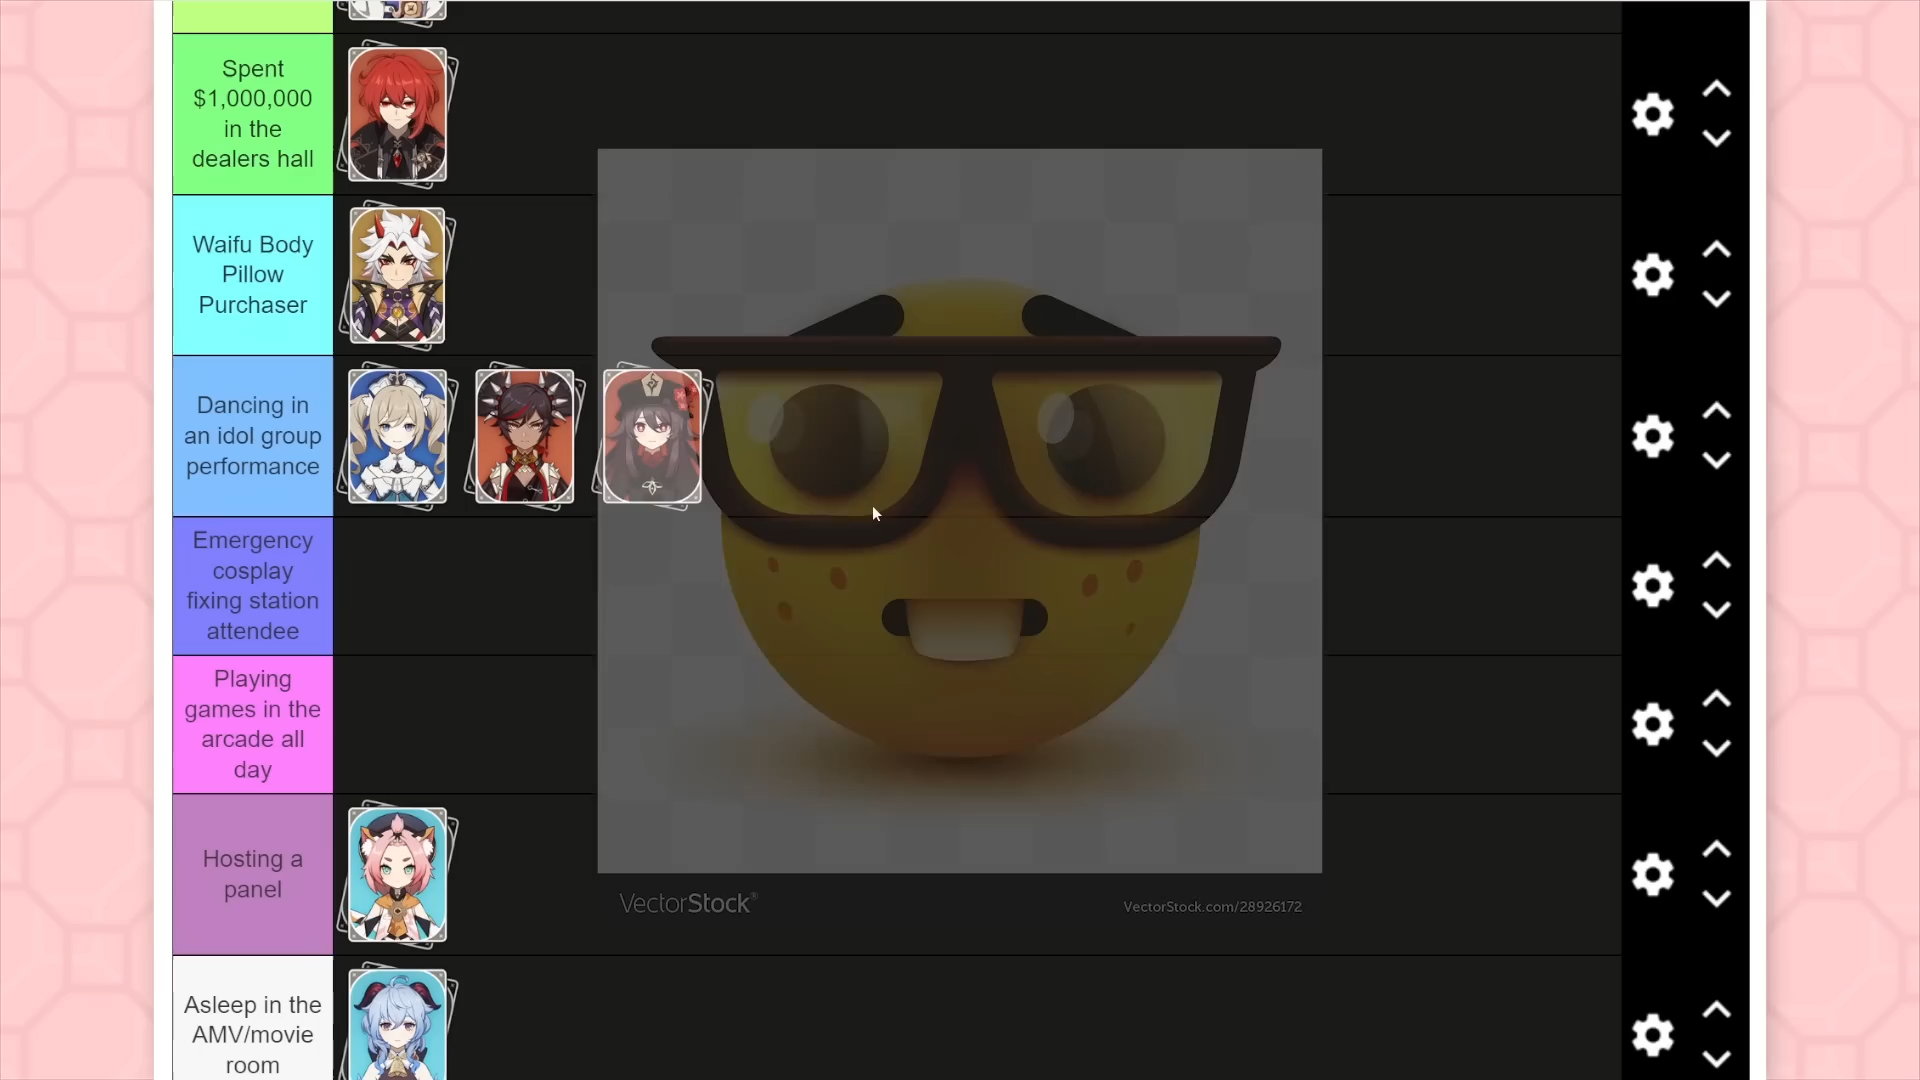 Spent
$1,000,000
in the
dealers hall
Waifu Body
Pillow
Purchaser
Dancing in
an idol group
performance
Emergency
cosplay
fixing station
attendee
Playing
games in the
arcade all
day
Hosting a
panel
VectorStock®
VectorStock.com/28926172
Asleep in the
AMV/movie
room